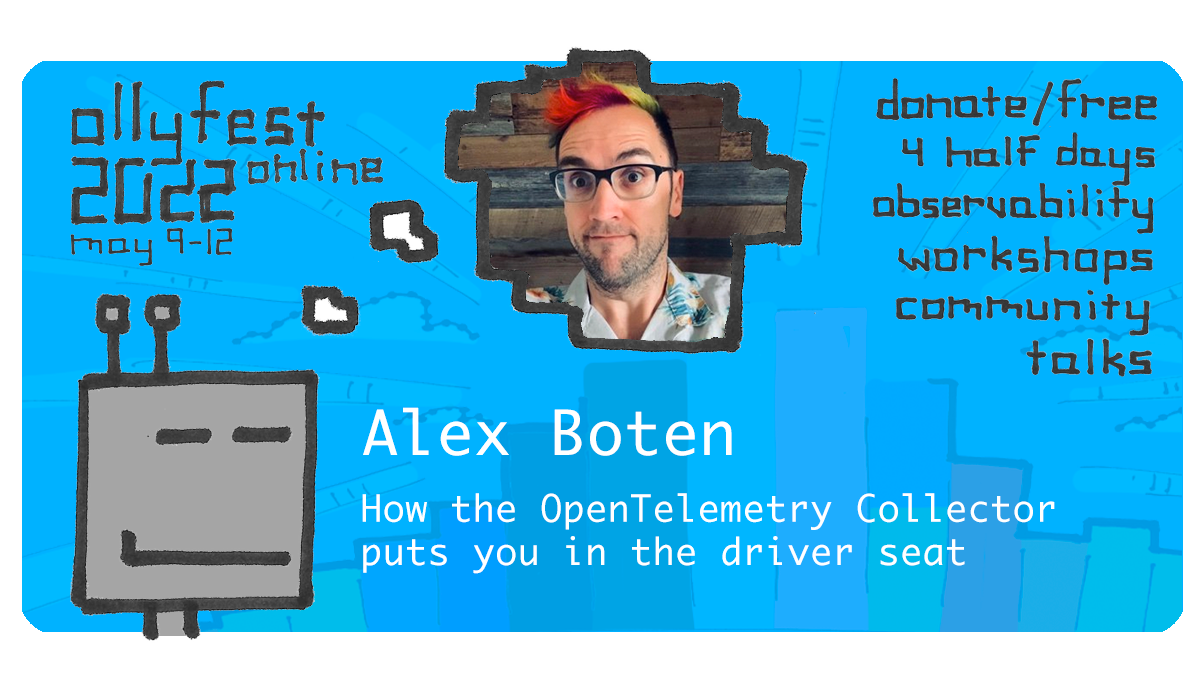 ollyfest
2022 online
may 9-12
donate/free
4 half days
observability
workshops
community
talks
Alex Boten
How the OpenTelemetry Collector
puts you in the driver seat